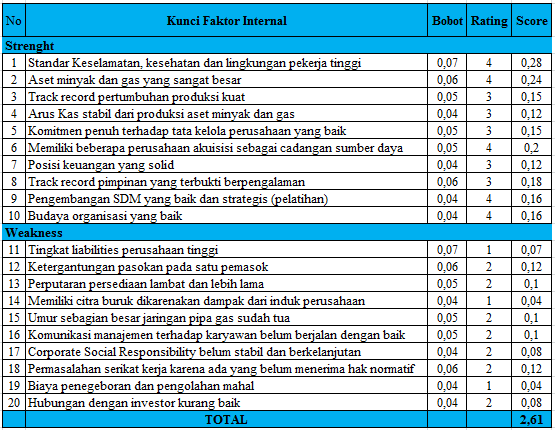 No Kunci Faktor Internal Bobot Rating Score
Strenght
1 Standar Keselamatan, kesehatan dan lingkungan pekerja tinggi 0,07 4 0,28
2 Aset minyak dan gas yang sangat besar 0,06 4 0,24
3 Track record pertumbuhan produksi kuat 0,05 3 0,15
4 Arus Kas stabil dari produksi aset minyak dan gas 0,04 3 0,12
5 Komitmen penuh terhadap tata kelola perusahaan yang baik 0,05 3 0,15
6 Memiliki beberapa perusahaan akuisisi sebagai cadangan sumber daya 0,05 4 0,2
7 Posisi keuangan yang solid 0,04 3 0,12
8 Track record pimpinan yang terbukti berpengalaman 0,06 3 0,18
9 Pengembangan SDM yang baik dan strategis (pelatihan) 0,04 4 0,16
10 Budaya organisasi yang baik 0,04 4 0,16
Weakness
11 Tingkat liabilities perusahaan tinggi 0,07 1 0,07
12 Ketergantungan pasokan pada satu pemasok 0,06 2 0,12
13 Perputaran persediaan lambat dan lebih lama 0,05 2 0,1
14 Memiliki citra buruk dikarenakan dampak dari induk perusahaan 0,04 1 0,04
15 Umur sebagian besar jaringan pipa gas sudah tua 0,05 2 0,1
16 Komunikasi manajemen terhadap karyawan belum berjalan dengan baik 0,05 2 0,1
17 Corporate Social Responsibility belum stabil dan berkelanjutan 0,04 2 0,08
18 Permasalahan serikat kerja karena ada yang belum menerima hak normatif 0,06 2 0,12
19 Biaya penegeboran dan pengolahan mahal 0,04 1 0,04
20 Hubungan dengan investor kurang baik 0,04 2 0,08
TOTAL 2,61